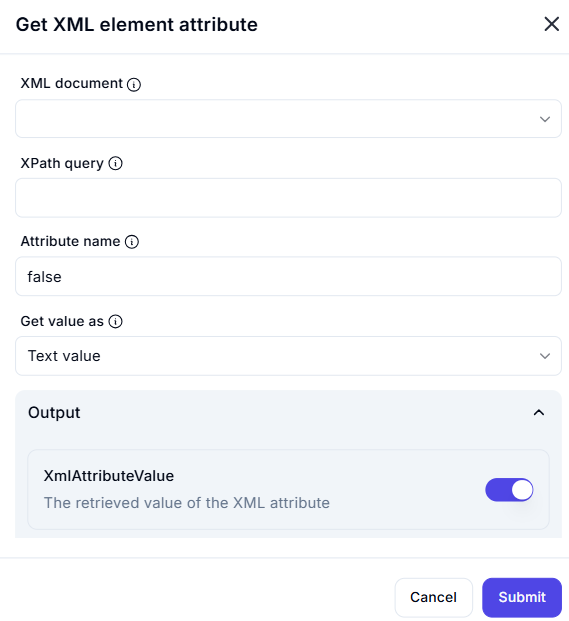 Get XML element attribute
XML document
XPath query
Attribute name
false
Get value as
Text value
Output
XmlAttributeValue
The retrieved value of the XML attribute
Cancel
Submit